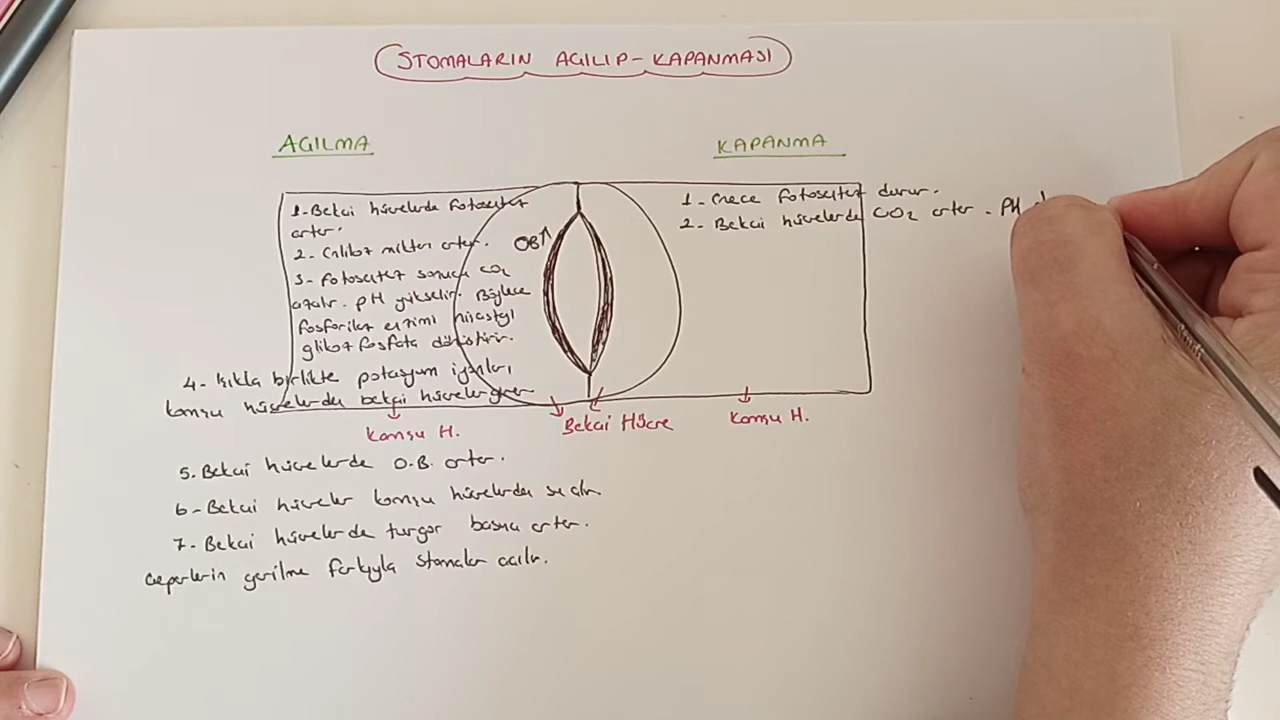 STOMALARIN AÇILIP-KAPANMASI
AÇILMA
1-Bekçi hücrelerde fotosentez
artar.
2- Glikoz miktarı artar.
3- Fotosentez sonucu CO2
azalır. pH yükselir. Böylece
fosforilaz enzimi nişastayı
glikoz fosfata dönüştürür.
4- Işıkla birlikte potasyum iyonları,
komşu hücrelerden bekçi hücrelere girer
OB↑
Komşu H.
Bekçi Hücre
Komşu H.
5. Bekçi hücrelerde O.B. artar.
6- Bekçi hücreler komşu hücrelerden su alır.
7- Bekçi hücrelerde turgor basıncı artar.
Çeperlerin gerilme farkıyla stomalar açılır.
KAPANMA
1- Gece fotosentez durur.
2- Bekçi hücrelerde CO2 artar. PH